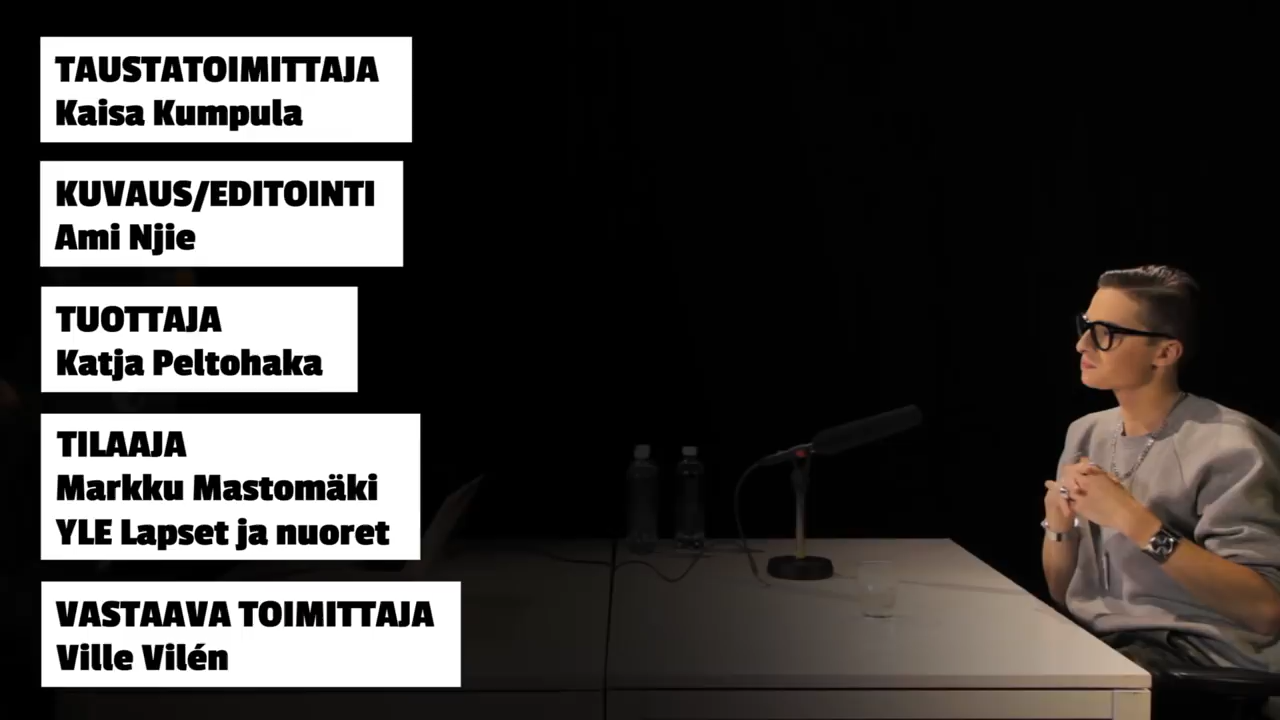 TAUSTATOIMITTAJA
Kaisa Kumpula
KUVAUS/EDITOINTI
Ami Njie
TUOTTAJA
Katja Peltohaka
TILAAJA
Markku Mastomäki
YLE Lapset ja nuoret
VASTAAVA TOIMITTAJA
Ville Vilén